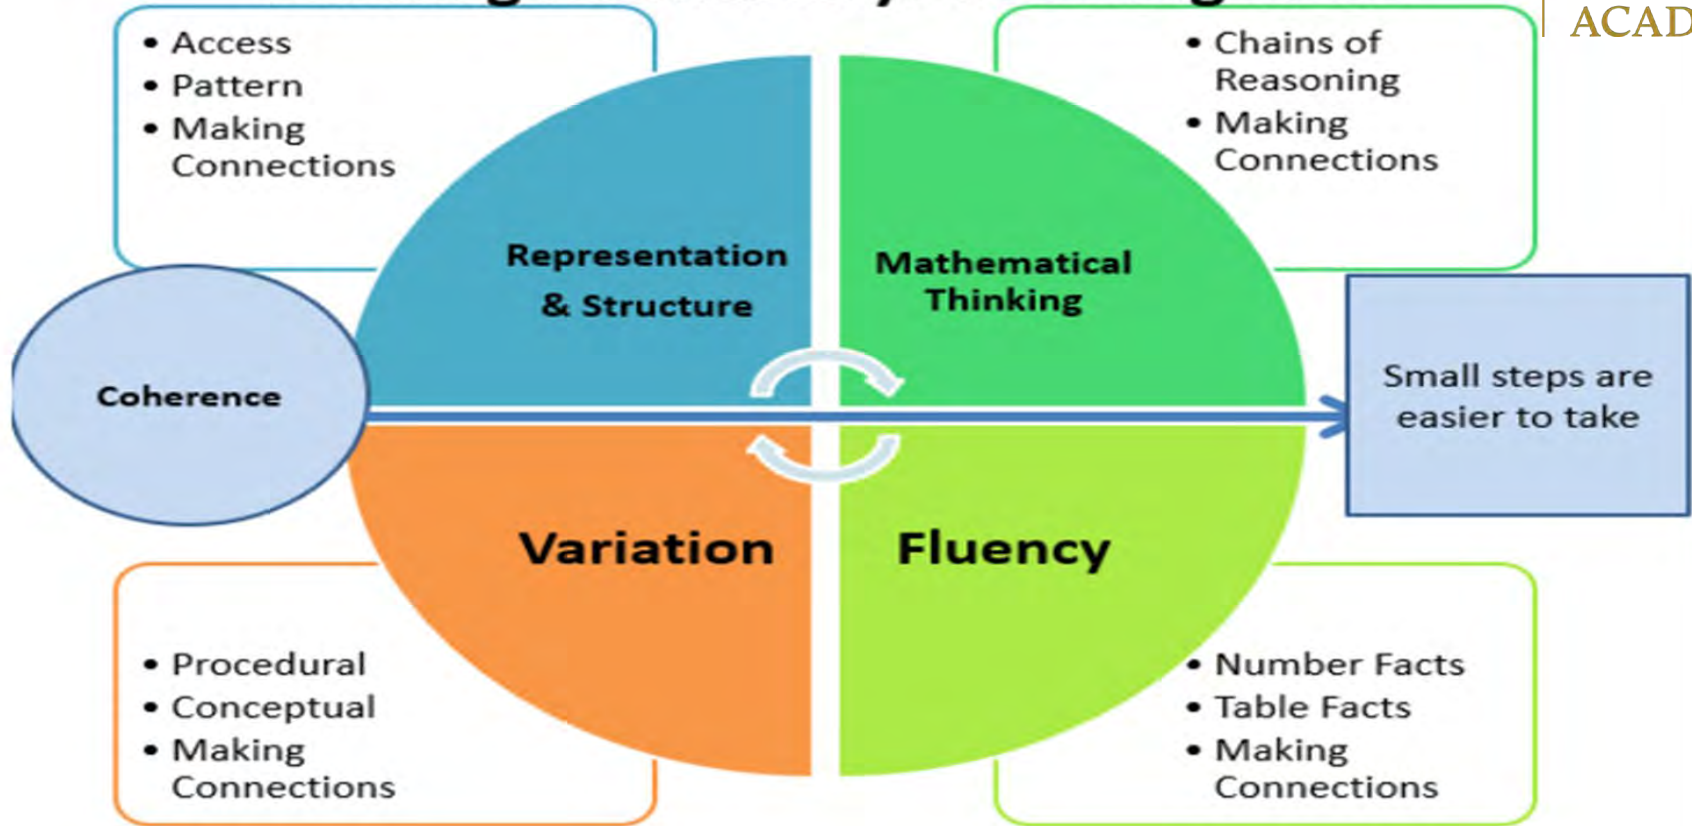 ACAD
• Access
• Pattern
• Making
Connections
• Chains of
Reasoning
• Making
Connections
Representation
& Structure
Mathematical
Thinking
Coherence
Small steps are
easier to take
Variation
Fluency
• Procedural
• Conceptual
• Making
Connections
• Number Facts
• Table Facts
• Making
Connections